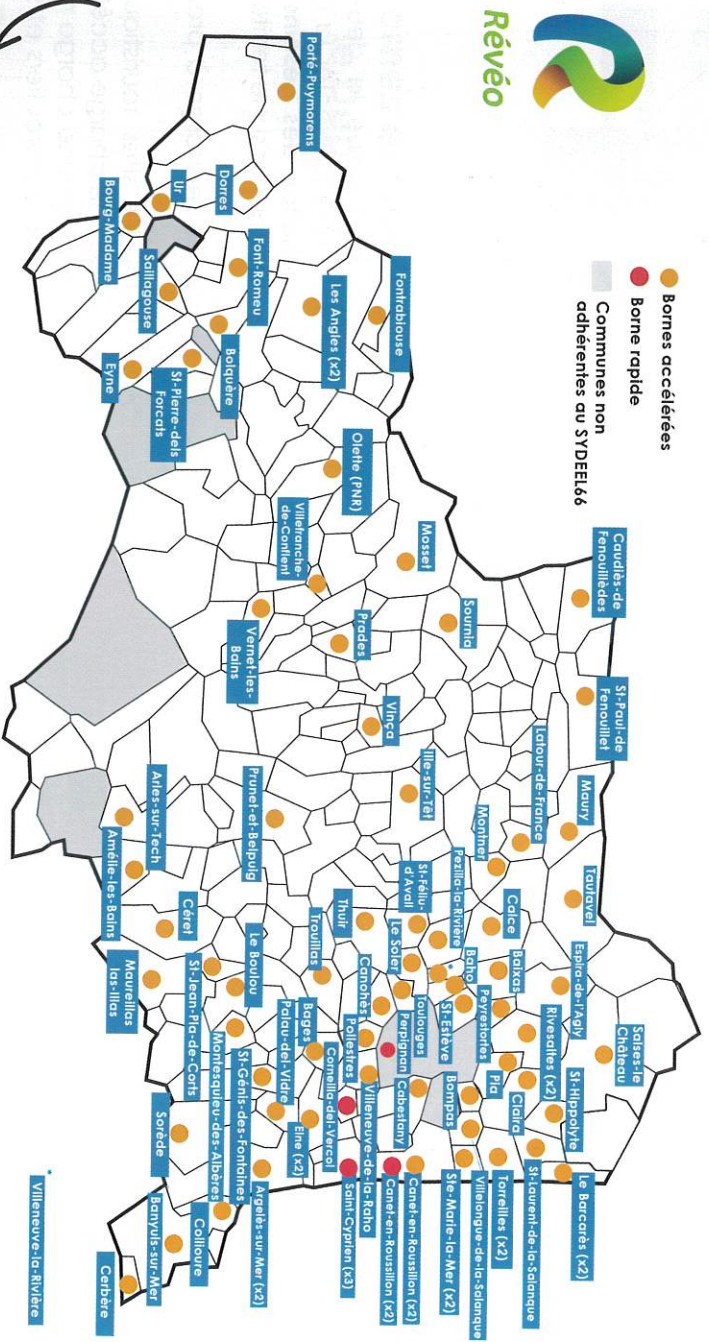 Révéo
Bornes accélérées
Borne rapide
Communes non
adhérentes au SYDEEL66
Porté-Puymorens
Dorres
Ur
Bourg-Madame
Saillagouse
Font-Romeu
Les Angles (x2)
Fontrabiouse
Bolquère
Eyne
St-Pierre-dels
Forcats
Olette (PNR)
Mosset
Villefranche-
de-Conflent
Vernet-les-
Bains
Prades
Sournia
Caudiès-de
Fenouillèdes
St-Paul-de
Fenouillet
Vinça
Ille-sur-Têt
Latour-de-France
Maury
Montner
Tautavel
Prunet-et-Belpuig
Arles-sur-Tech
Amélie-les-Bains
Céret
Maureillas
las-Illas
St-Jean-Pla-de-Corts
Le Boulou
Trouillas
Thuir
St-Féliu-
d'Avall
Pezilla-la-Rivière
Le Soler
Calce
Baho
Baixas
Espira-de-l'Agly
Salses-le
Château
Peyrestortes
Rivesaltes (x2)
St-Estève
Toulouges
Canohès
Perpignan
Pollestres
Bages
Palau-del-Vidre
St-Génis-des-Fontaines
Montesquieu-des-Albères
Sorède
Corneilla-del-Vercol
Elne (x2)
Villeneuve-de-la-Raho
Cabestany
Bompas
Pia
Claira
St-Hippolyte
Le Barcarès (x2)
St-Laurent-de-la-Salanque
Torreilles (x2)
Villelongue-de-la-Salanque
Ste-Marie-la-Mer (x2)
Canet-en-Roussillon (x2)
Canet-en-Roussillon (x2)
Saint-Cyprien (x3)
Argelès-sur-Mer (x2)
Collioure
Banyuls-sur-Mer
Cerbère
Villeneuve-la-Rivière